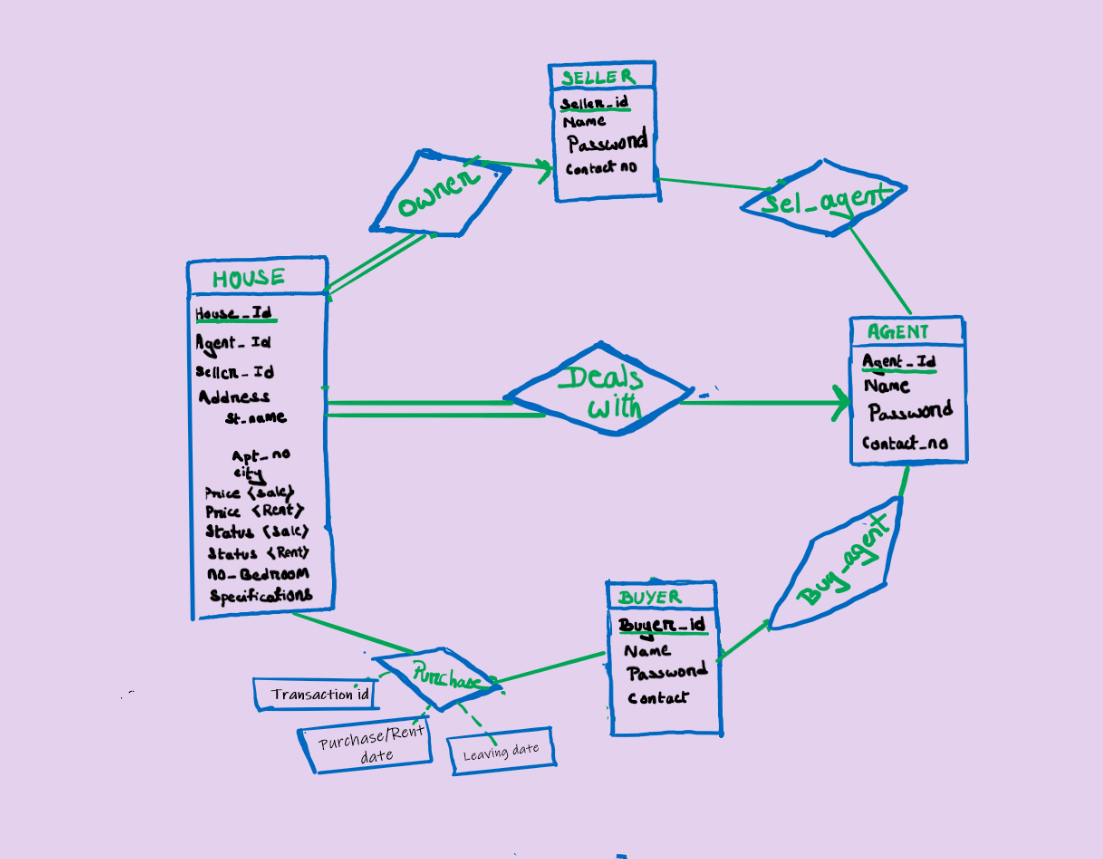 SELLER
Seller_id
Name
Password
Contact no
Owner
Sel_agent
HOUSE
House_Id
Agent_Id
Seller_Id
Address
St_name
Apt_no
city
Price (sale)
Price (Rent)
Status (sale)
Status (Rent)
no_Bedroom
Specifications
Deals
with
AGENT
Agent_Id
Name
Password
Contact_no
Buy_agent
BUYER
Buyer_id
Name
Password
Contact
Purchase
Transaction id
Purchase/Rent
date
Leaving date